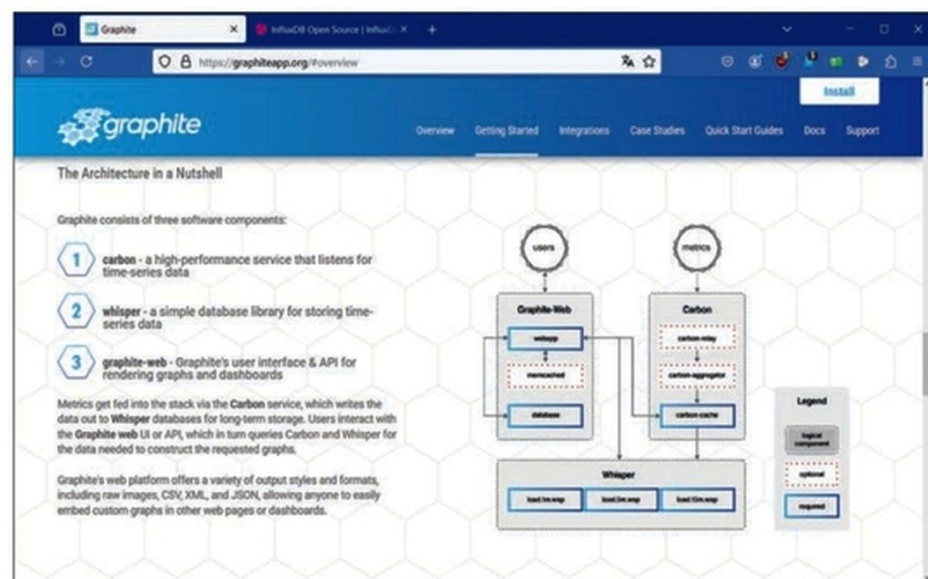 Graphite
InfluxDB Open Source | InfluxD
https://graphiteapp.org/#overview
Install
graphite
Overview Getting Started Integrations Case Studies Quick Start Guides Docs Support
The Architecture in a Nutshell
Graphite consists of three software components:
1 carbon - a high-performance service that listens for
time-series data
2 whisper - a simple database library for storing time-
series data
3 graphite-web - Graphite's user interface & API for
rendering graphs and dashboards
Metrics get fed into the stack via the Carbon service, which writes the
data out to Whisper databases for long-term storage. Users interact with
the Graphite web UI or API, which in turn queries Carbon and Whisper for
the data needed to construct the requested graphs.
Graphite's web platform offers a variety of output styles and formats,
including raw images, CSV, XML, and JSON, allowing anyone to easily
embed custom graphs in other web pages or dashboards.
users
metrics
Graphite-Web
webapp
memcached
database
Carbon
carbon-relay
carbon-aggregator
carbon-cache
Whisper
Legend
logical
component
optional
required